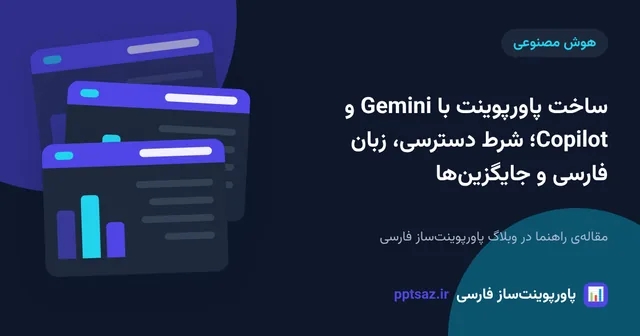 هوش مصنوعی
ساخت پاورپوینت با Gemini و
Copilot؛ شرط دسترسی، زبان
فارسی و جایگزین‌ها
مقاله‌ی راهنما در وبلاگ پاورپوینت‌ساز فارسی
پاورپوینت‌ساز فارسی pptsaz.ir